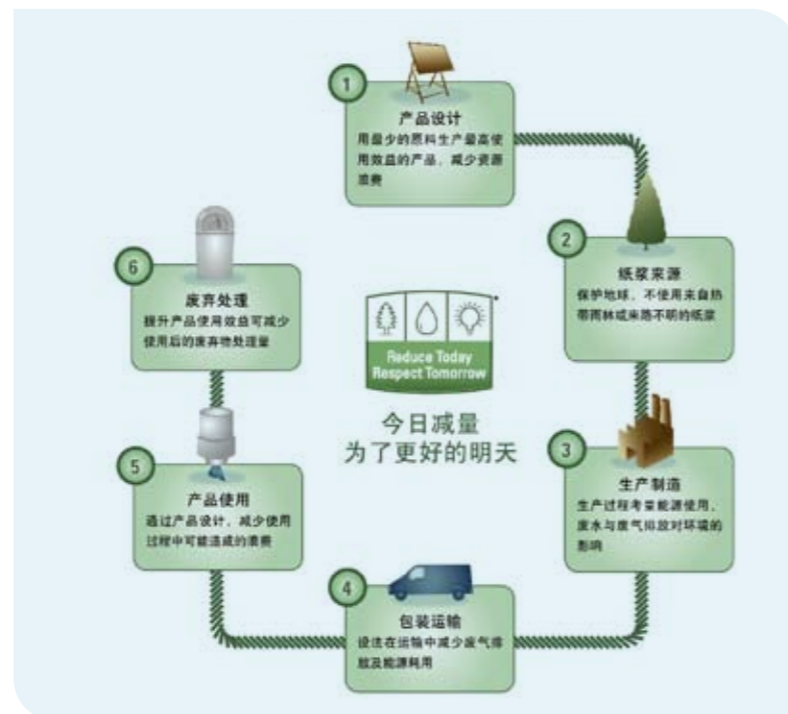 1
产品设计
用最少的原料生产最高使
用效益的产品，减少资源
浪费
2
纸浆来源
保护地球，不使用来自热
带雨林或来路不明的纸浆
3
生产制造
生产过程考量能源使用，
废水与废气排放对环境的
影响
4
包装运输
设法在运输中减少废气排
放及能源耗用
5
产品使用
通过产品设计，减少使用
过程中可能造成的浪费
6
废弃处理
提升产品使用效益可减少
使用后的废弃物处理量
Reduce Today
Respect Tomorrow
今日减量
为了更好的明天